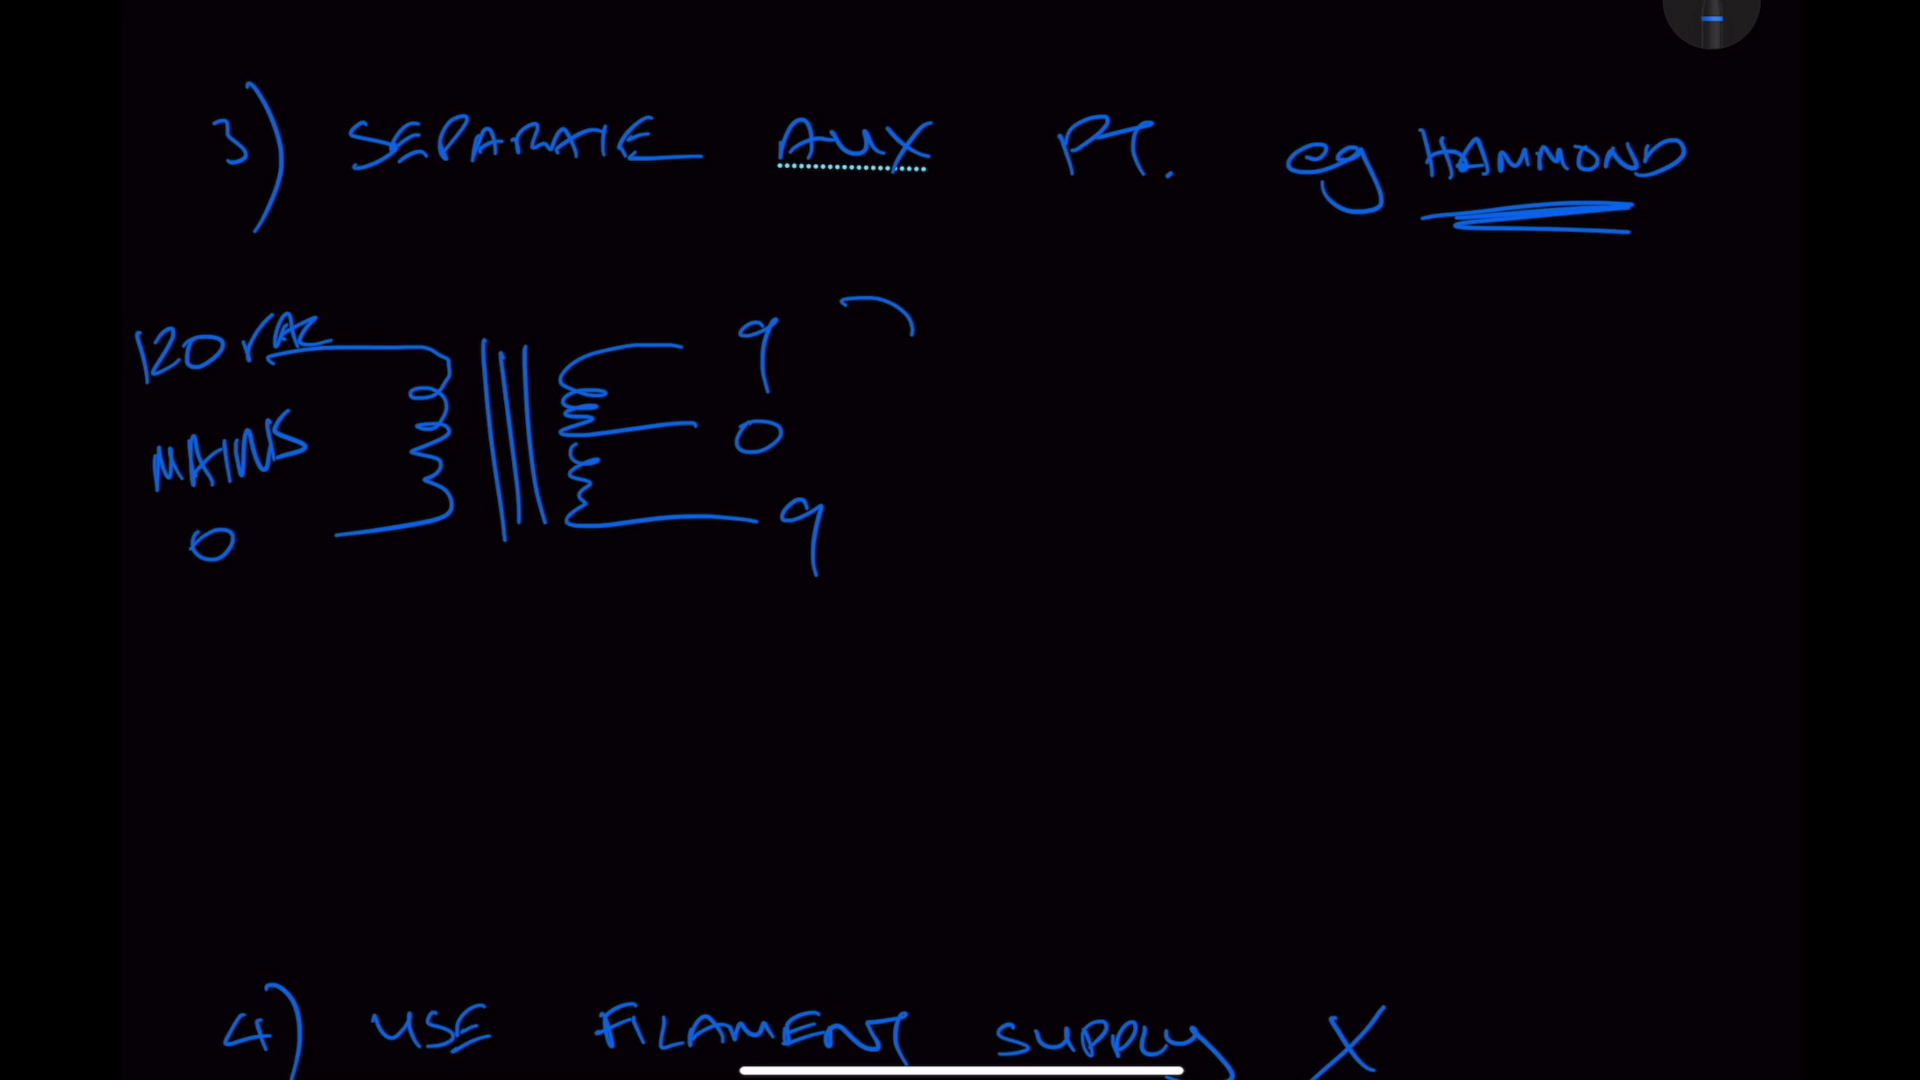 3) SEPARATE AUX PT. eg HAMMOND
120 VAC
9
MAINS
0
0
9
4) USE FILAMENT SUPPLY X